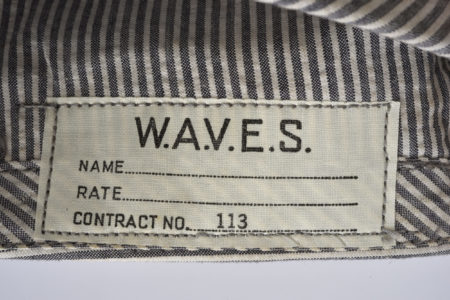 W.A.V.E.S.
NAME
RATE
CONTRACT NO. 113